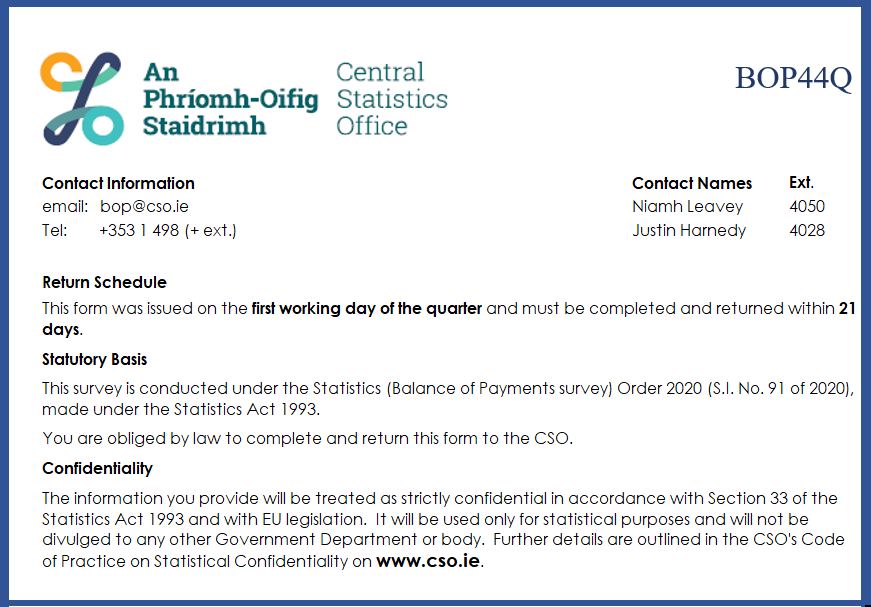 An
Phríomh-Oifig
Staidrimh
Central
Statistics
Office
BOP44Q
Contact Information
email: bop@cso.ie
Tel: +353 1 498 (+ ext.)
Contact Names Ext.
Niamh Leavey 4050
Justin Harnedy 4028
Return Schedule
This form was issued on the first working day of the quarter and must be completed and returned within 21
days.
Statutory Basis
This survey is conducted under the Statistics (Balance of Payments survey) Order 2020 (S.I. No. 91 of 2020),
made under the Statistics Act 1993.
You are obliged by law to complete and return this form to the CSO.
Confidentiality
The information you provide will be treated as strictly confidential in accordance with Section 33 of the
Statistics Act 1993 and with EU legislation. It will be used only for statistical purposes and will not be
divulged to any other Government Department or body. Further details are outlined in the CSO's Code
of Practice on Statistical Confidentiality on www.cso.ie.